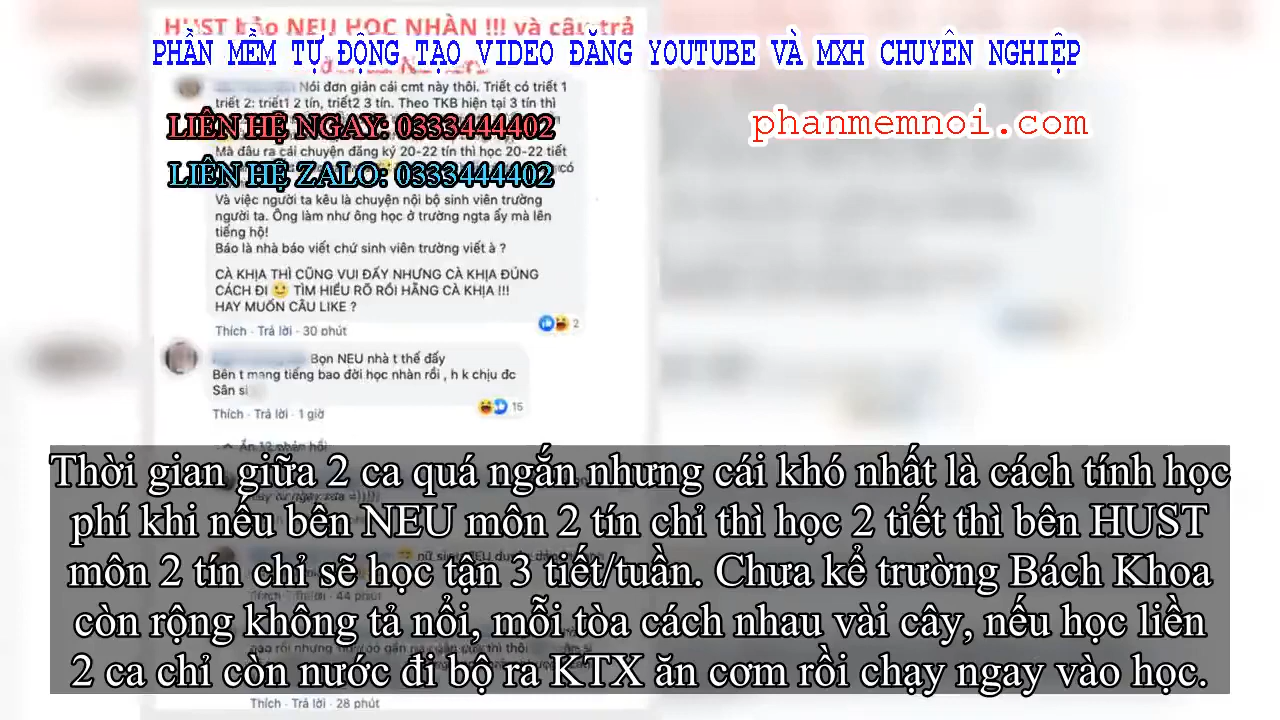 HUST bảo NEU HỌC NHÀN !!! và câu trả
PHẦN MỀM TỰ ĐỘNG TẠO VIDEO ĐĂNG YOUTUBE VÀ MXH CHUYÊN NGHIỆP
phanmemnoi.com
Nói đơn giản cái cmt này thôi. Triết có triết 1
triết 2: triết1 2 tín, triết2 3 tín. Theo TKB hiện tại 3 tín thì
LIÊN HỆ NGAY: 0333444402
Mà đâu ra cái chuyện đăng ký 20-22 tín thì học 20-22 tiết
LIÊN HỆ ZALO: 0333444402
có
Và việc người ta kêu là chuyện nội bộ sinh viên trường
người ta. Ông làm như ông học ở trường ngta ấy mà lên
tiếng hộ!
Báo là nhà báo viết chứ sinh viên trường viết à ?
CÀ KHỊA THÌ CŨNG VUI ĐẤY NHƯNG CÀ KHỊA ĐÚNG
CÁCH ĐI 😉 TÌM HIỂU RÕ RỒI HẴNG CÀ KHỊA !!!
HAY MUỐN CÂU LIKE ?
Thích · Trả lời · 30 phút
2
Bọn NEU nhà t thế đấy
Bên t mang tiếng bao đời học nhàn rồi , h k chịu đc
Sân si
Thích · Trả lời · 1 giờ
15
Ẩn 12 phản hồi
Thời gian giữa 2 ca quá ngắn nhưng cái khó nhất là cách tính học
phí khi nếu bên NEU môn 2 tín chỉ thì học 2 tiết thì bên HUST
môn 2 tín chỉ sẽ học tận 3 tiết/tuần. Chưa kể trường Bách Khoa
còn rộng không tả nổi, mỗi tòa cách nhau vài cây, nếu học liền
2 ca chỉ còn nước đi bộ ra KTX ăn cơm rồi chạy ngay vào học.
Thích · Trả lời · 44 phút
Thích · Trả lời · 28 phút